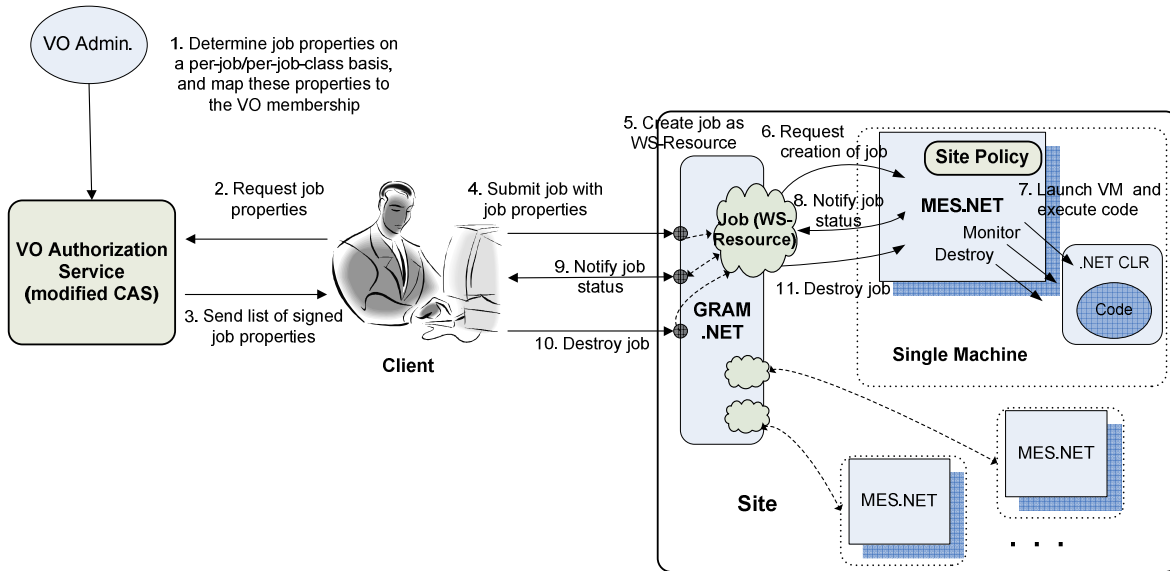 VO Admin.
1. Determine job properties on
a per-job/per-job-class basis,
and map these properties to
the VO membership
VO Authorization
Service
(modified CAS)
2. Request job
properties
3. Send list of signed
job properties
Client
4. Submit job with
job properties
9. Notify job
status
10. Destroy job
5. Create job as
WS-Resource
Job (WS-
Resource)
GRAM
.NET
6. Request
creation of job
8. Notify job
status
11. Destroy job
Site Policy
MES.NET
7. Launch VM and
execute code
Monitor
Destroy
.NET CLR
Code
Single Machine
MES.NET
MES.NET
Site
. . .